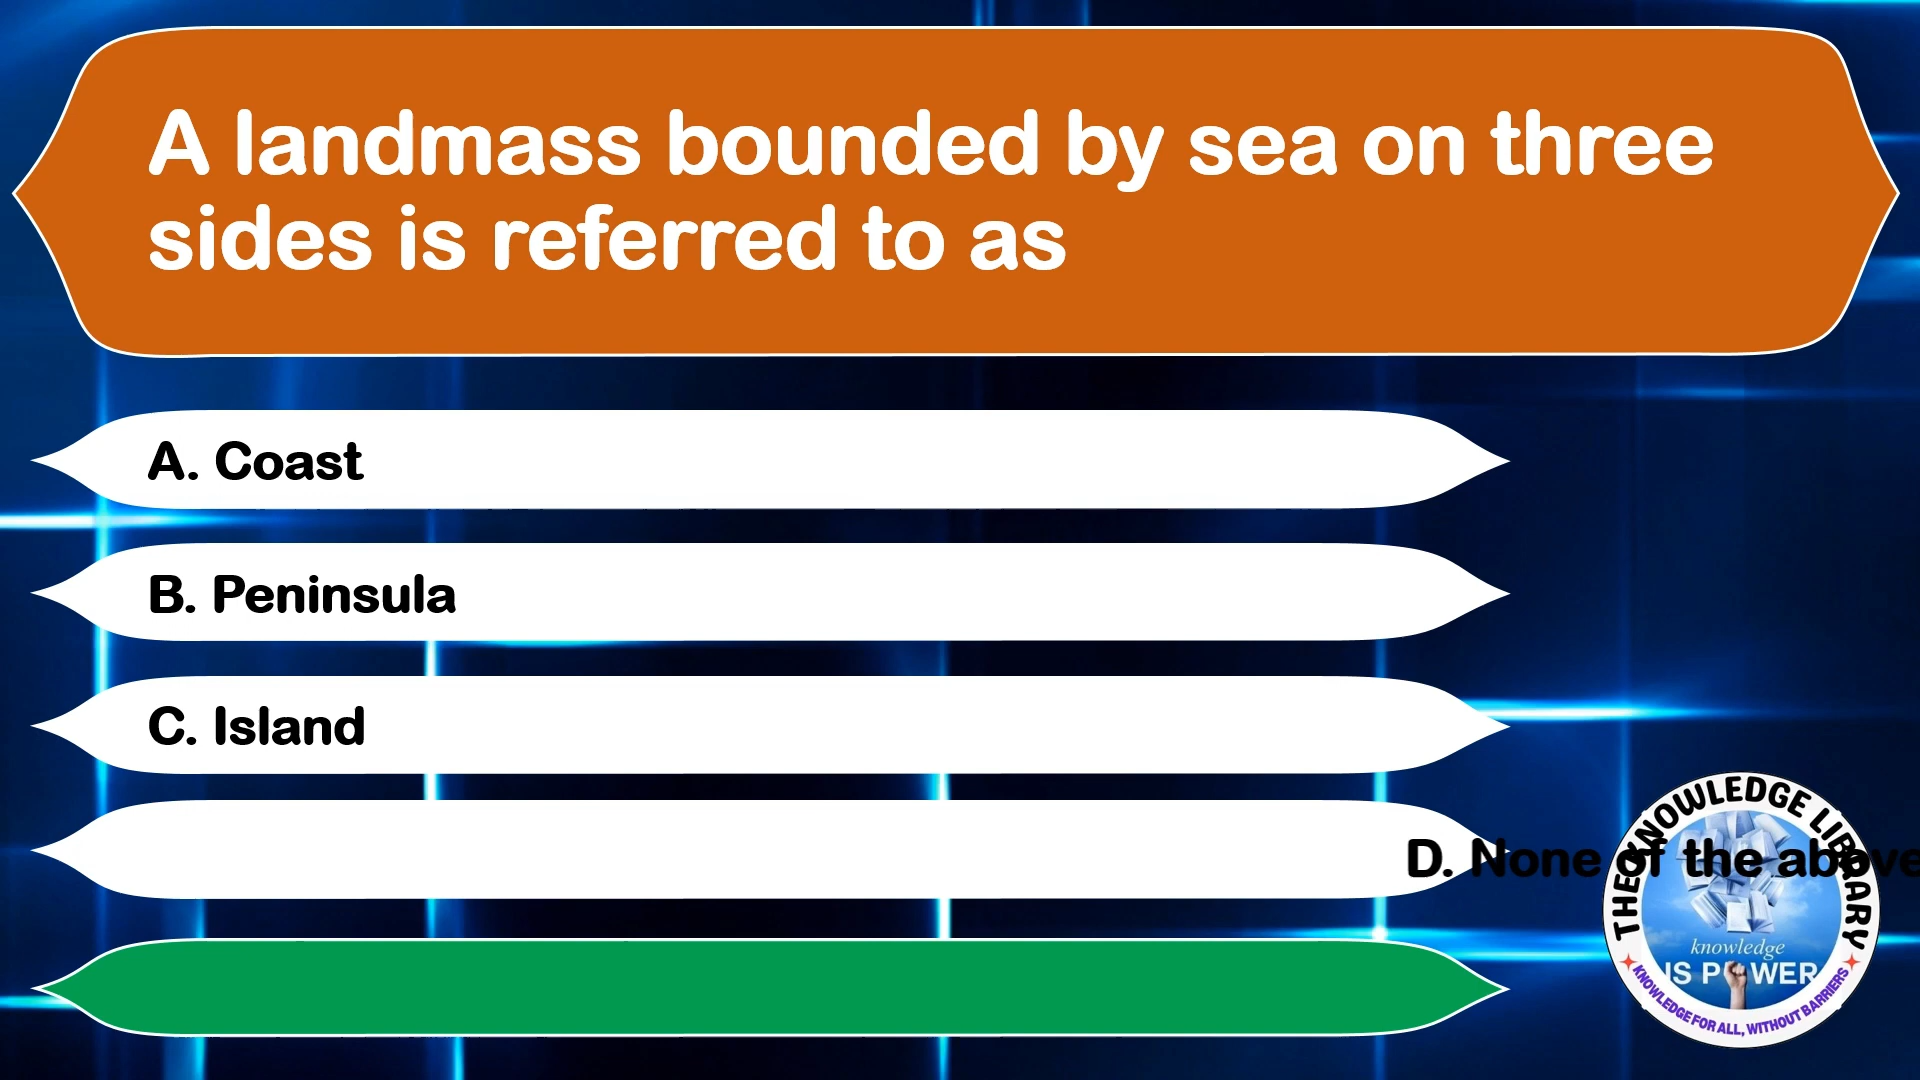 A landmass bounded by sea on three
sides is referred to as
A. Coast
B. Peninsula
C. Island
D. None of the above
THE KNOWLEDGE LIBRARY
knowledge
IS POWER
KNOWLEDGE FOR ALL, WITHOUT BARRIERS